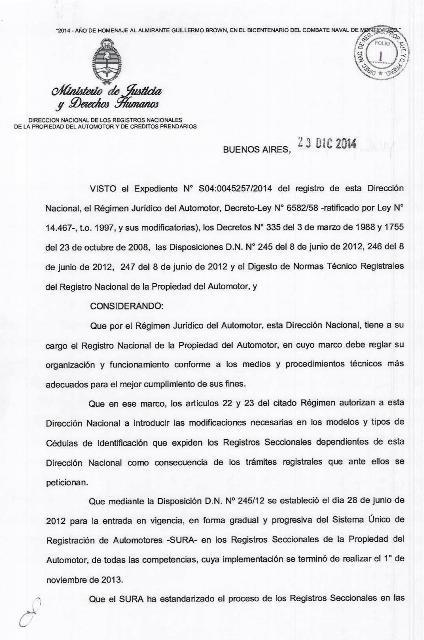 "2014 - AÑO DE HOMENAJE AL ALMIRANTE GUILLERMO BROWN, EN EL BICENTENARIO DEL COMBATE NAVAL DE MONTEVIDEO"
FOLIO
1
Ministerio de Justicia
y Derechos Humanos
DIRECCION NACIONAL DE LOS REGISTROS NACIONALES
DE LA PROPIEDAD DEL AUTOMOTOR Y DE CREDITOS PRENDARIOS
BUENOS AIRES, 23 DIC 2014
VISTO el Expediente N° S04:0045257/2014 del registro de esta Dirección
Nacional, el Régimen Jurídico del Automotor, Decreto-Ley N° 6582/58 -ratificado por Ley N°
14.467-, t.o. 1997, y sus modificatorias), los Decretos N° 335 del 3 de marzo de 1988 y 1755
del 23 de octubre de 2008, las Disposiciones D.N. N° 245 del 8 de junio de 2012, 246 del 8
de junio de 2012, 247 del 8 de junio de 2012 y el Digesto de Normas Técnico Registrales
del Registro Nacional de la Propiedad del Automotor, y
CONSIDERANDO:
Que por el Régimen Jurídico del Automotor, esta Dirección Nacional, tiene a su
cargo el Registro Nacional de la Propiedad del Automotor, en cuyo marco debe reglar su
organización y funcionamiento conforme a los medios y procedimientos técnicos más
adecuados para el mejor cumplimiento de sus fines.
Que en ese marco, los artículos 22 y 23 del citado Régimen autorizan a esta
Dirección Nacional a introducir las modificaciones necesarias en los modelos y tipos de
Cédulas de Identificación que expiden los Registros Seccionales dependientes de esta
Dirección Nacional como consecuencia de los trámites registrales que ante ellos se
peticionan.
Que mediante la Disposición D.N. N° 245/12 se estableció el día 28 de junio de
2012 para la entrada en vigencia, en forma gradual y progresiva del Sistema Único de
Registración de Automotores -SURA- en los Registros Seccionales de la Propiedad del
Automotor, de todas las competencias, cuya implementación se terminó de realizar el 1° de
noviembre de 2013.
Que el SURA ha estandarizado el proceso de los Registros Seccionales en las